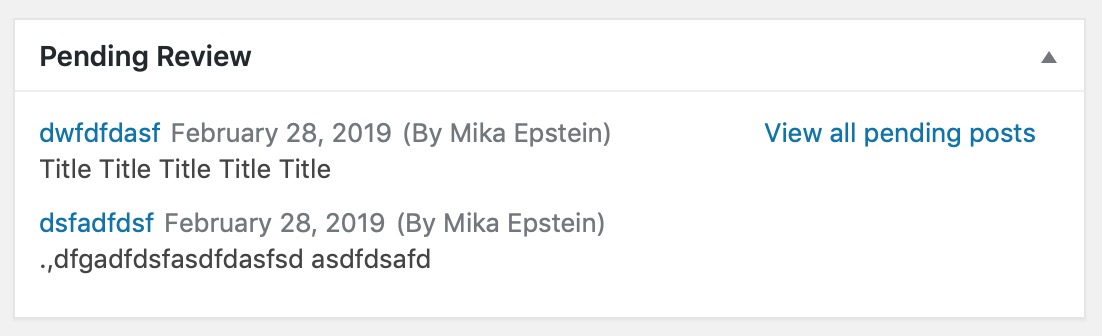 Pending Review
dwfdfdasf February 28, 2019 (By Mika Epstein) View all pending posts
Title Title Title Title Title
dsfadfdsf February 28, 2019 (By Mika Epstein)
.,dfgadfdsfasdfdasfsd asdfdsafd